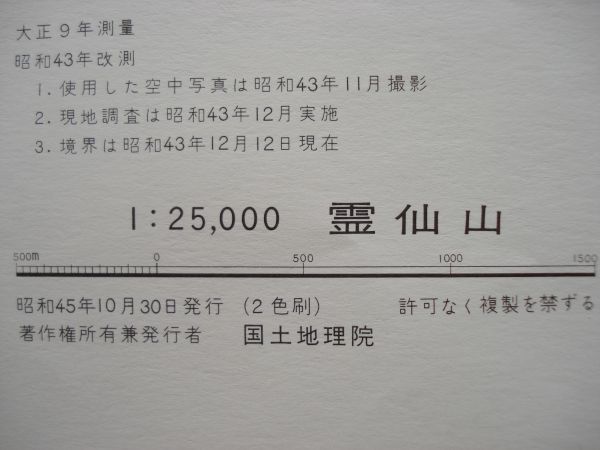 大正9年測量
昭和43年改測
1. 使用した空中写真は昭和43年11月撮影
2. 現地調査は昭和43年12月実施
3. 境界は昭和43年12月12日現在
1：25,000 霊仙山
500m 0 500 1000 1500
昭和45年10月30日発行 (2色刷) 許可なく複製を禁ずる
著作権所有兼発行者 国土地理院